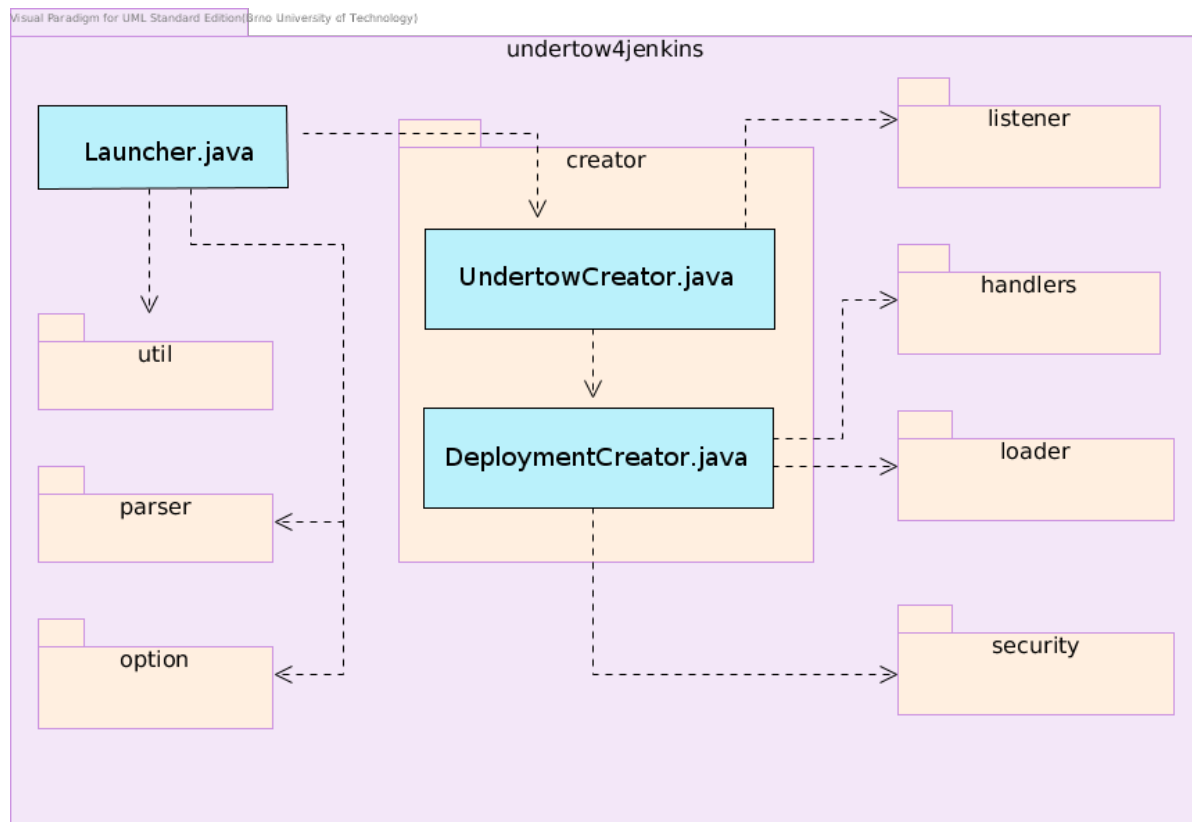 Visual Paradigm for UML Standard Edition(Brno University of Technology)
undertow4jenkins
Launcher.java
creator
listener
UndertowCreator.java
handlers
util
DeploymentCreator.java
loader
parser
option
security